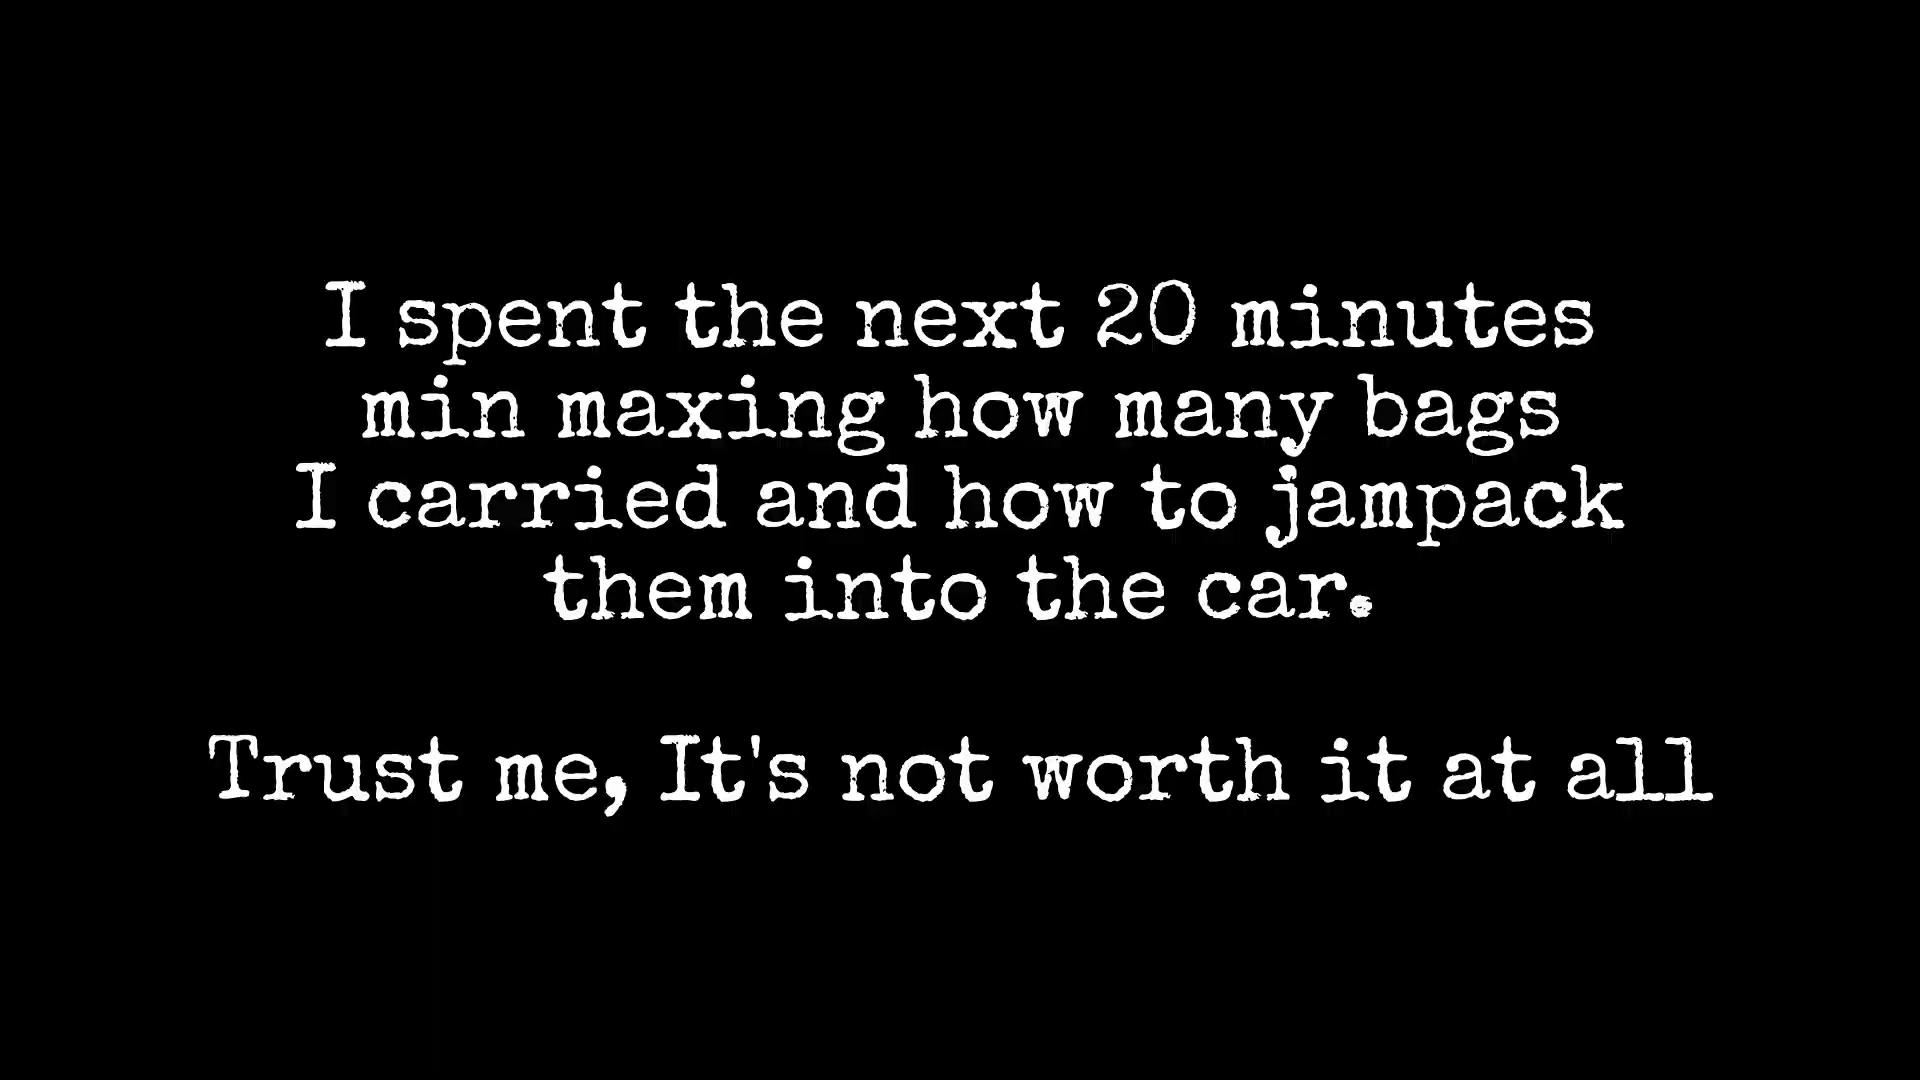 I spent the next 20 minutes
min maxing how many bags
I carried and how to jampack
them into the car.
Trust me, It's not worth it at all